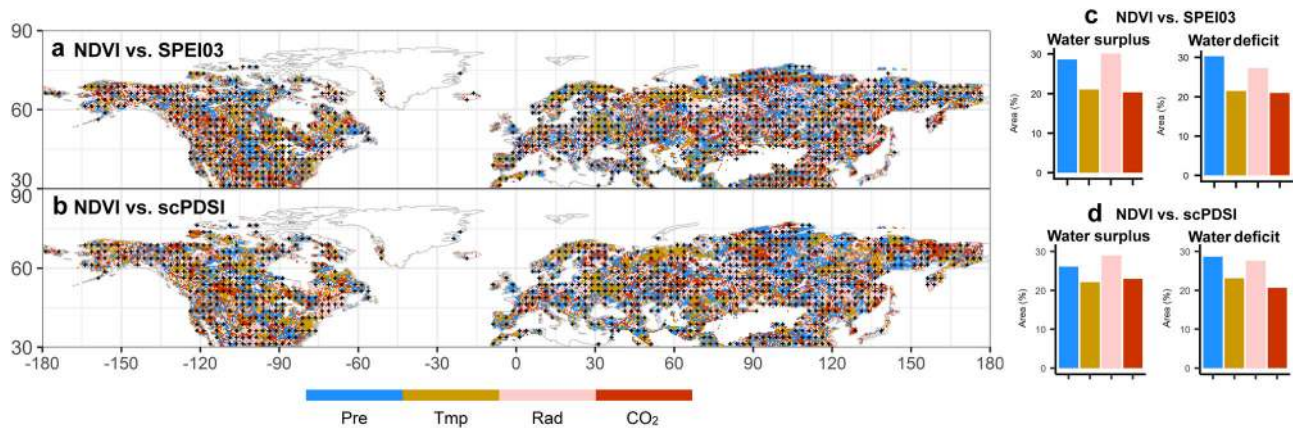 a NDVI vs. SPEI03
90
60
30
b NDVI vs. scPDSI
90
60
30
-180 -150 -120 -90 -60 -30 0 30 60 90 120 150 180
Pre Tmp Rad CO₂
c NDVI vs. SPEI03
Water surplus Water deficit
Area (%)
30
20
10
0
Area (%)
30
20
10
0
d NDVI vs. scPDSI
Water surplus Water deficit
Area (%)
30
20
10
0
Area (%)
30
20
10
0